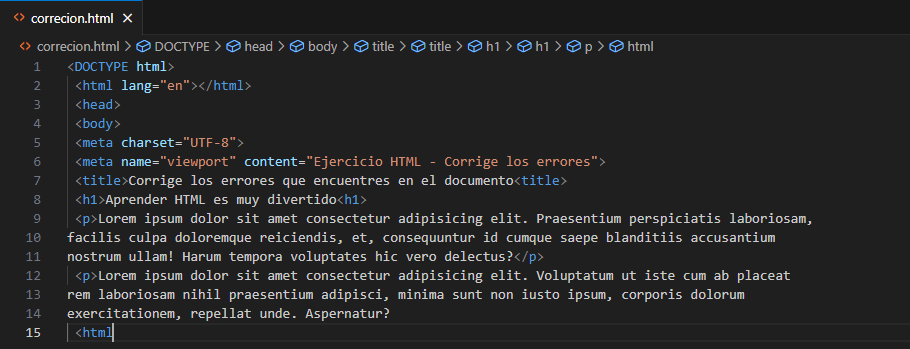 correcion.html
correcion.html > DOCTYPE > head > body > title > title > h1 > h1 > p > html
1 <DOCTYPE html>
2 <html lang="en"></html>
3 <head>
4 <body>
5 <meta charset="UTF-8">
6 <meta name="viewport" content="Ejercicio HTML - Corrige los errores">
7 <title>Corrige los errores que encuentres en el documento<title>
8 <h1>Aprender HTML es muy divertido<h1>
9 <p>Lorem ipsum dolor sit amet consectetur adipisicing elit. Praesentium perspiciatis laboriosam,
10 facilis culpa doloremque reiciendis, et, consequuntur id cumque saepe blanditiis accusantium
11 nostrum ullam! Harum tempora voluptates hic vero delectus?</p>
12 <p>Lorem ipsum dolor sit amet consectetur adipisicing elit. Voluptatum ut iste cum ab placeat
13 rem laboriosam nihil praesentium adipisci, minima sunt non iusto ipsum, corporis dolorum
14 exercitationem, repellat unde. Aspernatur?
15 <html